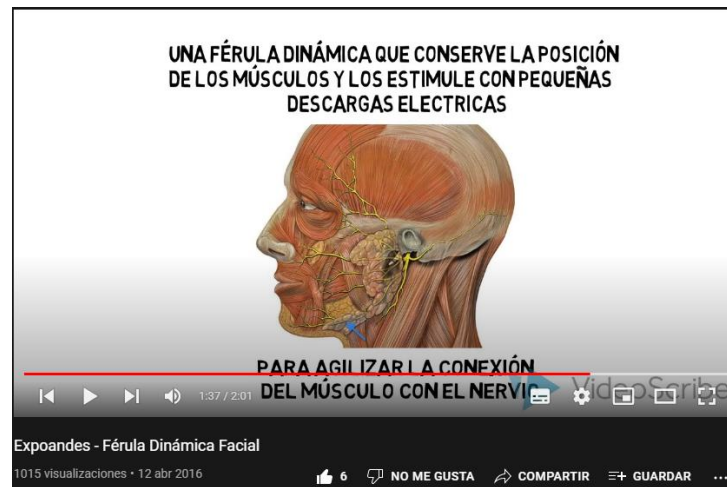 UNA FÉRULA DINÁMICA QUE CONSERVE LA POSICIÓN
DE LOS MÚSCULOS Y LOS ESTIMULE CON PEQUEÑAS
DESCARGAS ELECTRICAS
PARA AGILIZAR LA CONEXIÓN
DEL MÚSCULO CON EL NERVIO
VideoScribe
1:37 / 2:01
Expoandes - Férula Dinámica Facial
1015 visualizaciones • 12 abr 2016
6 NO ME GUSTA COMPARTIR GUARDAR ...